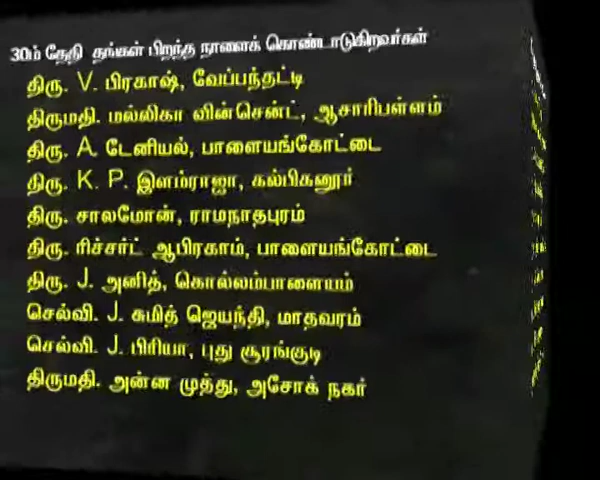 30ம் தேதி தங்கள் பிறந்த நாளைக் கொண்டாடுகிறவர்கள்
திரு. V. பிரகாஷ், வேப்பந்தட்டி
திருமதி. மல்லிகா வின்சென்ட், ஆசாரிபள்ளம்
திரு. A. டேனியல், பாளையங்கோட்டை
திரு. K. P. இளம்ராஜா, கல்பிகனூர்
திரு. சாலமோன், ராமநாதபுரம்
திரு. ரிச்சர்ட் ஆபிரகாம், பாளையங்கோட்டை
திரு. J. அனித், கொல்லம்பாளையம்
செல்வி. J. சுமித் ஜெயந்தி, மாதவரம்
செல்வி. J. பிரியா, புது சூரங்குடி
திருமதி. அன்ன முத்து, அசோக் நகர்